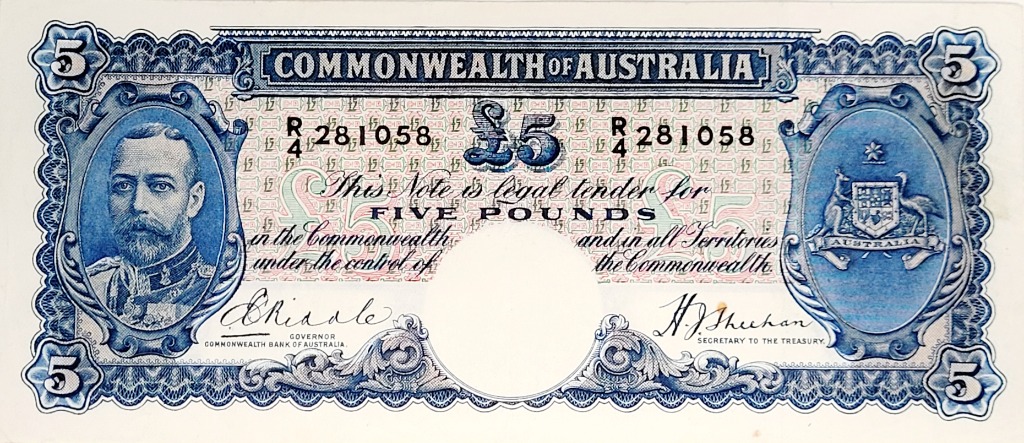 5 5
COMMONWEALTH OF AUSTRALIA
R/4 281058 £5 R/4 281058
This Note is Legal tender for
FIVE POUNDS
in the Commonwealth and in all Territories
under the control of the Commonwealth.
AUSTRALIA
E C Riddle H J Sheehan
GOVERNOR
COMMONWEALTH BANK OF AUSTRALIA.
SECRETARY TO THE TREASURY.
5 5